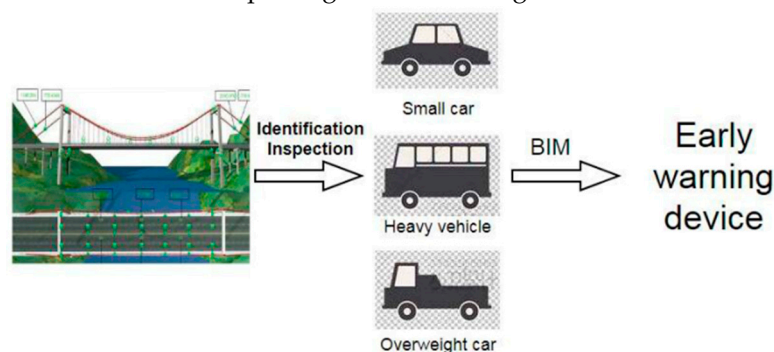 Identification
Inspection
Small car
Heavy vehicle
Overweight car
BIM
Early
warning
device